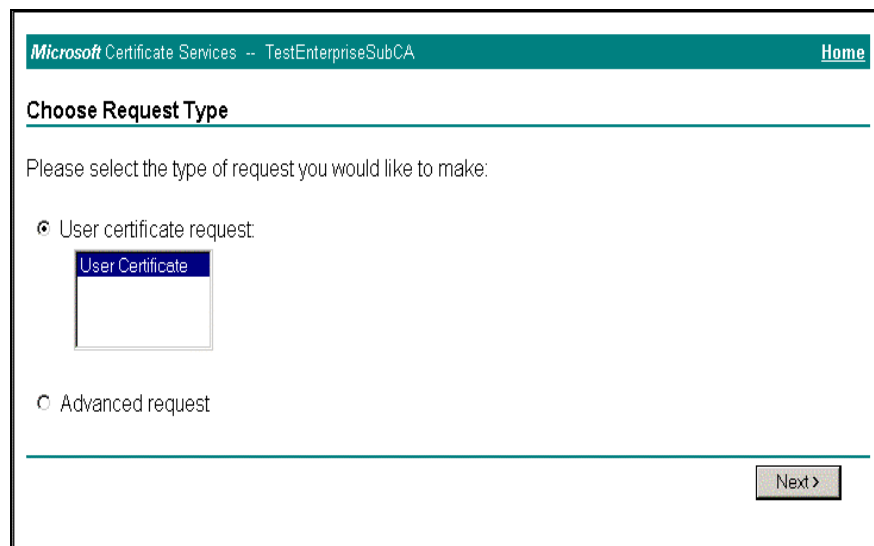 Microsoft Certificate Services -- TestEnterpriseSubCA Home
Choose Request Type
Please select the type of request you would like to make:
User certificate request:
User Certificate
Advanced request
Next >